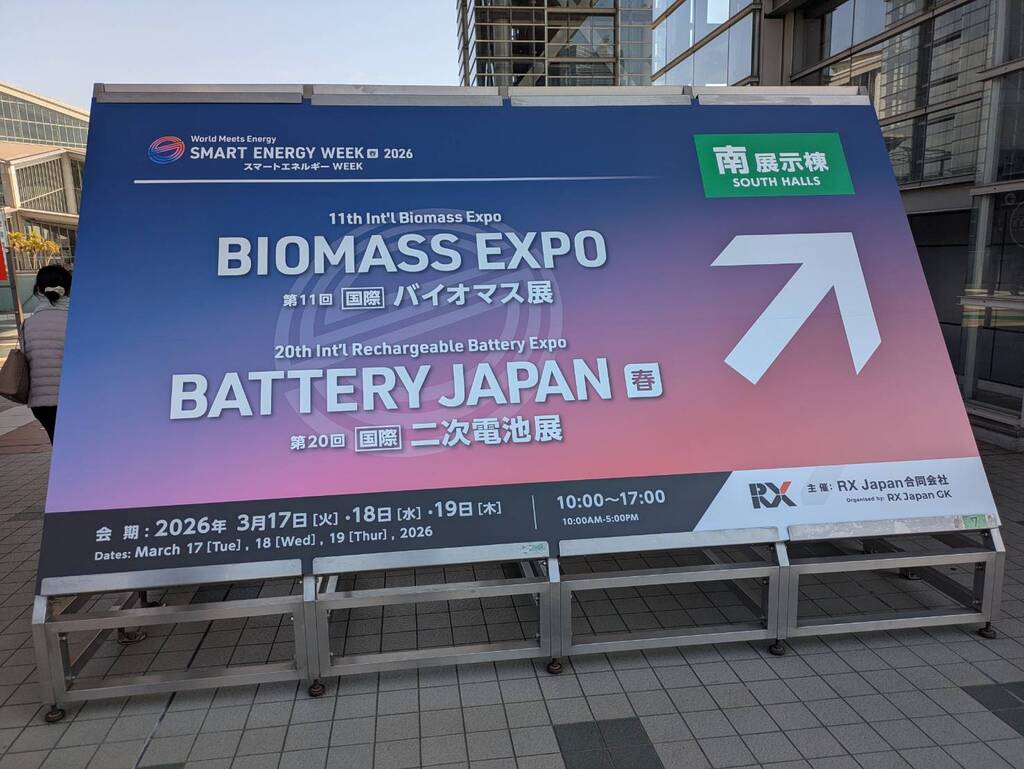 World Meets Energy
SMART ENERGY WEEK 春 2026
スマートエネルギー WEEK
南 展示棟
SOUTH HALLS
11th Int'l Biomass Expo
BIOMASS EXPO
第11回 国際 バイオマス展
20th Int'l Rechargeable Battery Expo
BATTERY JAPAN 春
第20回 国際 二次電池展
会 期 : 2026年 3月17日 [火]・18日 [水]・19日 [木]
Dates: March 17 [Tue] , 18 [Wed] , 19 [Thur] , 2026
10:00〜17:00
10:00AM-5:00PM
RX
主 催: RX Japan合同会社
Organised by: RX Japan GK
7